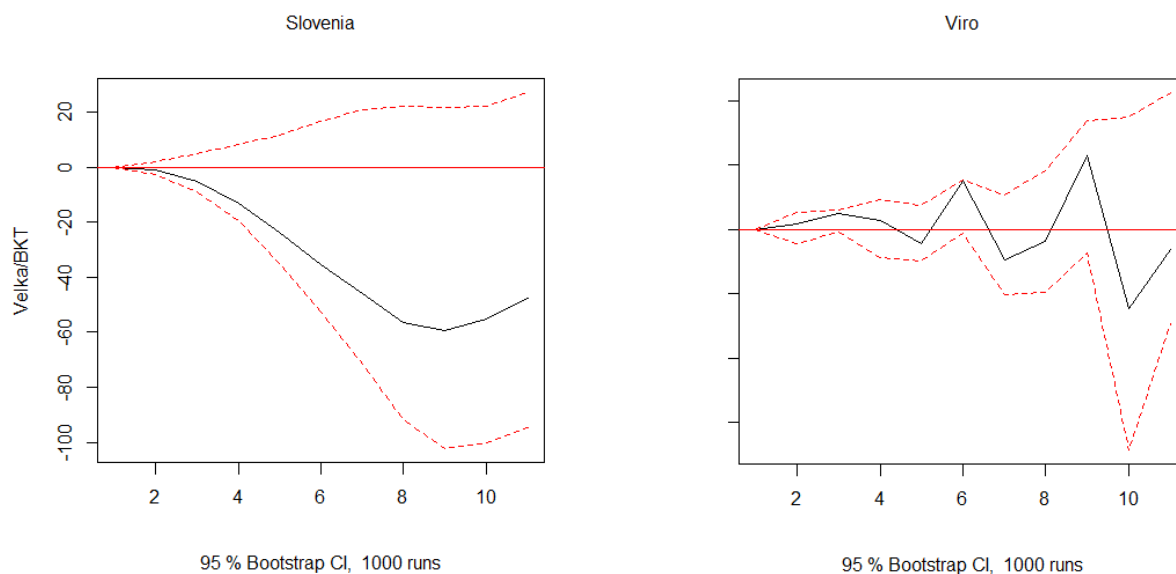 Slovenia
Viro
Velka/BKT
20
0
-20
-40
-60
-80
-100
2 4 6 8 10
2 4 6 8 10
95 % Bootstrap CI, 1000 runs
95 % Bootstrap CI, 1000 runs